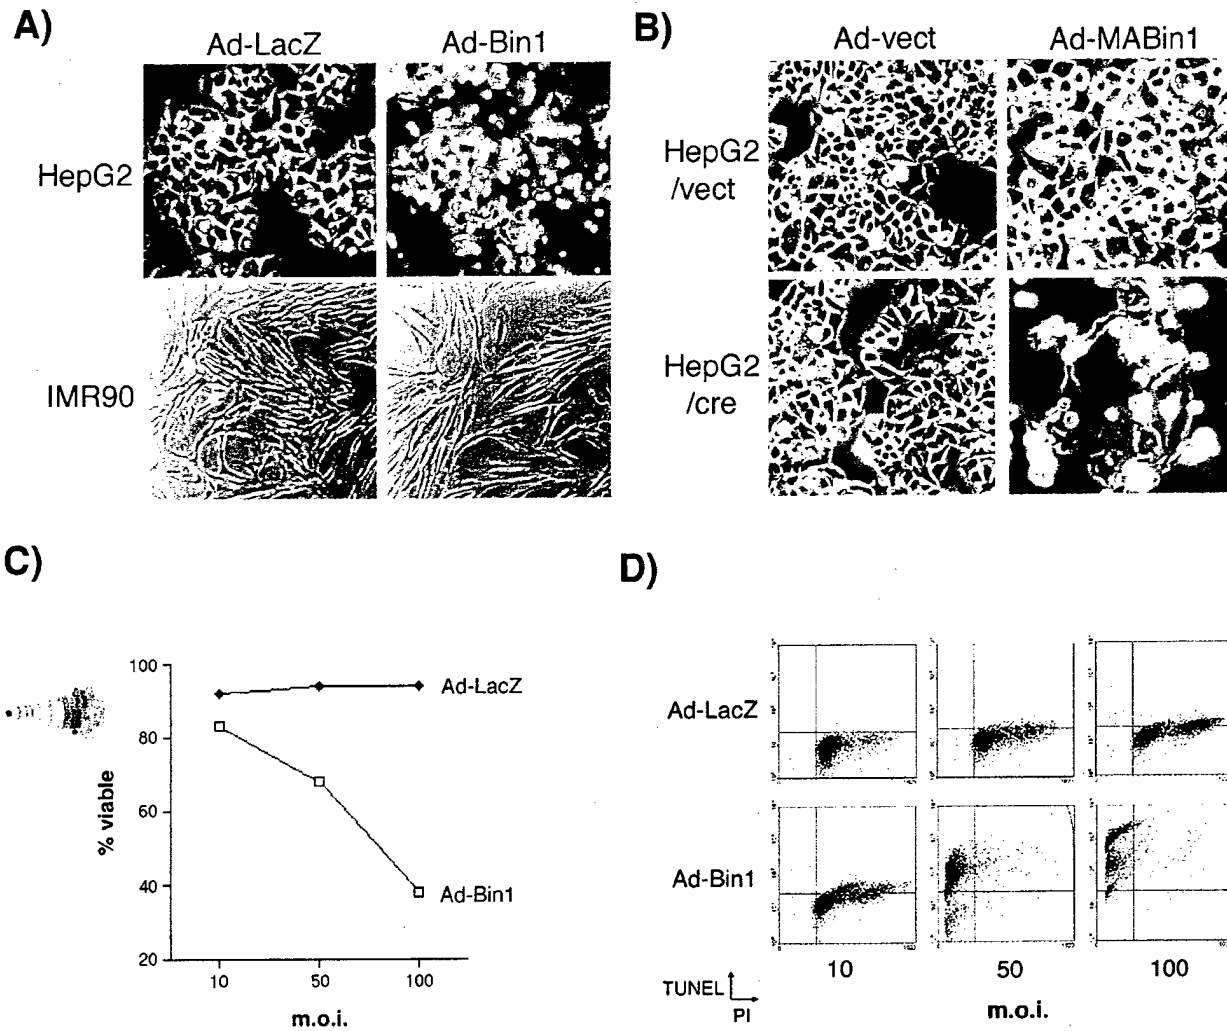 A)
Ad-LacZ Ad-Bin1
HepG2
IMR90
B)
Ad-vect Ad-MABin1
HepG2
/vect
HepG2
/cre
C)
100
80
60
40
20
% viable
Ad-LacZ
Ad-Bin1
10 50 100
m.o.i.
D)
Ad-LacZ
Ad-Bin1
10 50 100
TUNEL
PI
m.o.i.